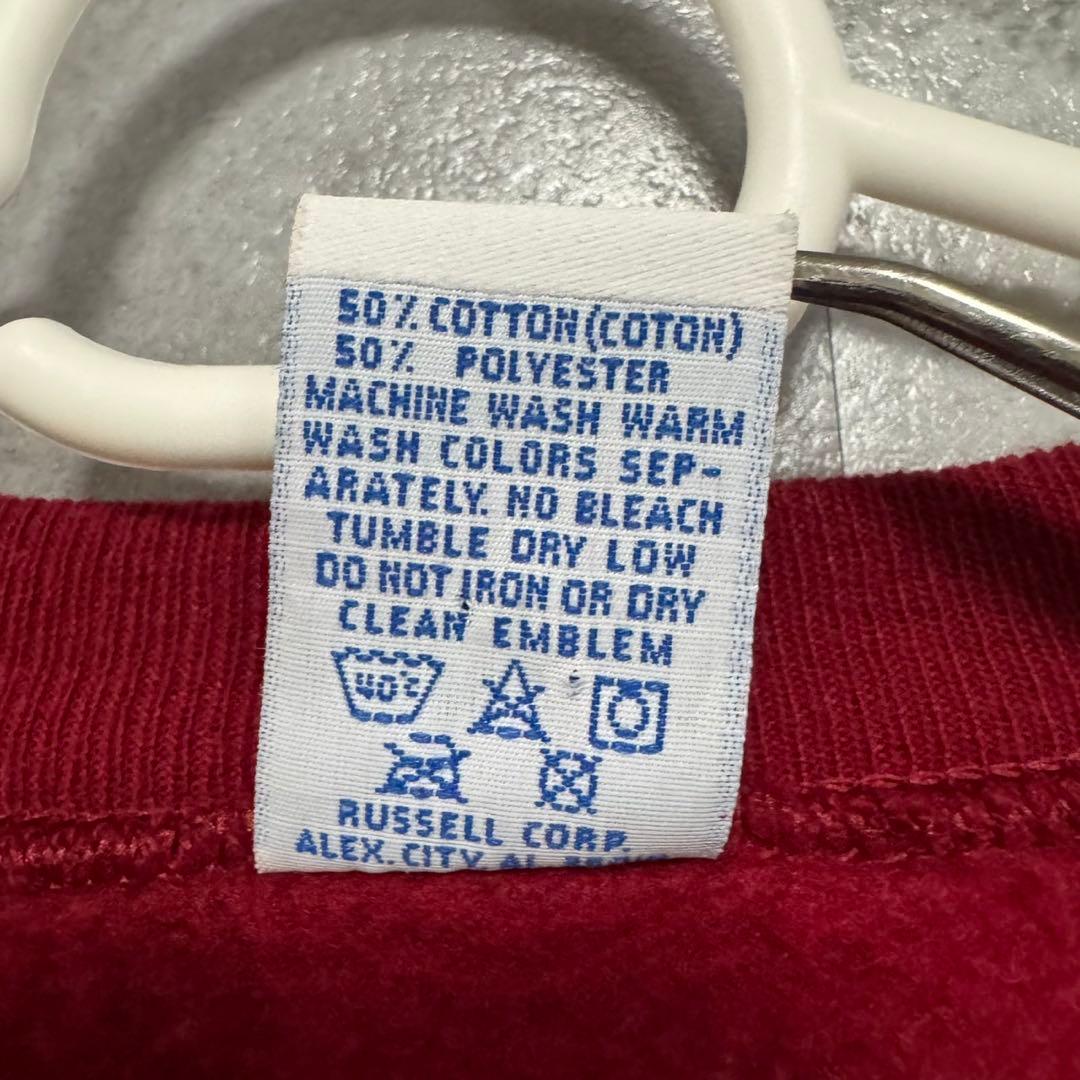 50% COTTON (COTON)
50% POLYESTER
MACHINE WASH WARM
WASH COLORS SEP-
ARATELY. NO BLEACH
TUMBLE DRY LOW
DO NOT IRON OR DRY
CLEAN EMBLEM
40°C
RUSSELL CORP.
ALEX. CITY, AL